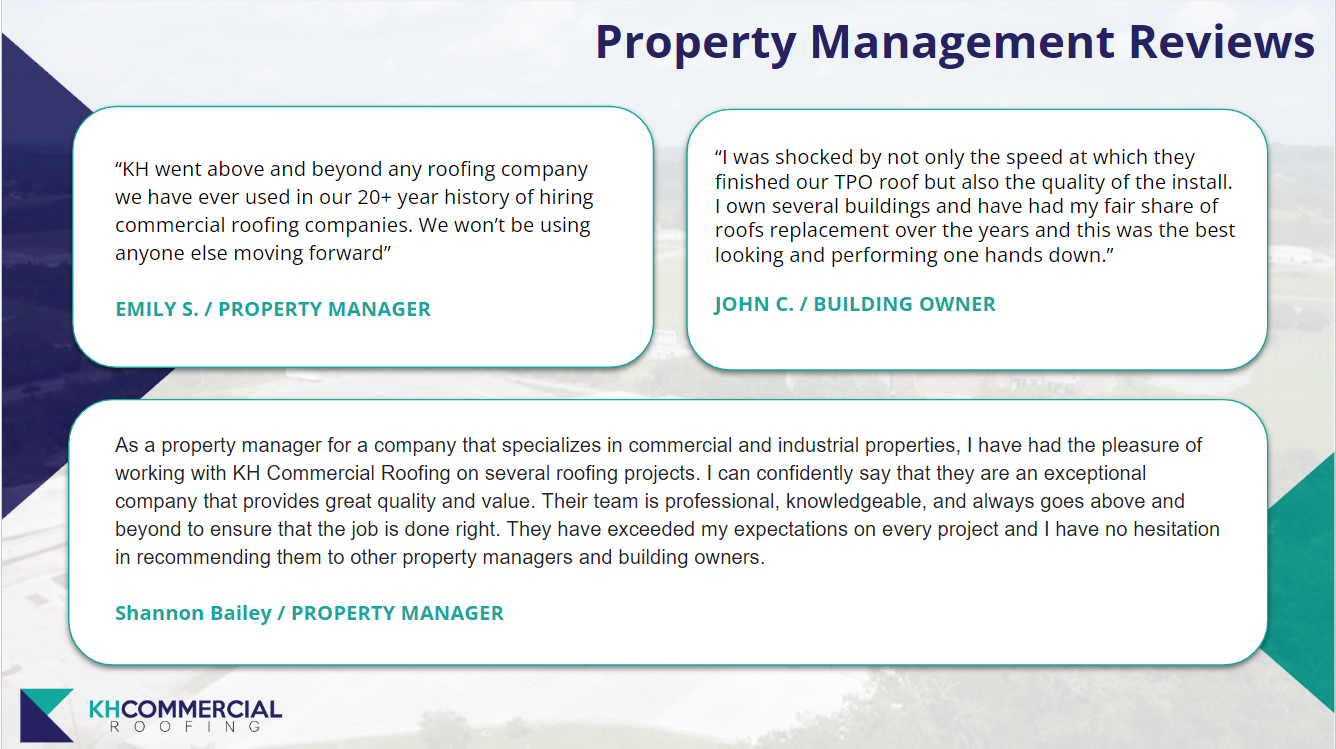 Property Management Reviews
“KH went above and beyond any roofing company
we have ever used in our 20+ year history of hiring
commercial roofing companies. We won’t be using
anyone else moving forward”
EMILY S. / PROPERTY MANAGER
“I was shocked by not only the speed at which they
finished our TPO roof but also the quality of the install.
I own several buildings and have had my fair share of
roofs replacement over the years and this was the best
looking and performing one hands down.”
JOHN C. / BUILDING OWNER
As a property manager for a company that specializes in commercial and industrial properties, I have had the pleasure of
working with KH Commercial Roofing on several roofing projects. I can confidently say that they are an exceptional
company that provides great quality and value. Their team is professional, knowledgeable, and always goes above and
beyond to ensure that the job is done right. They have exceeded my expectations on every project and I have no hesitation
in recommending them to other property managers and building owners.
Shannon Bailey / PROPERTY MANAGER
KHCOMMERCIAL
ROOFING